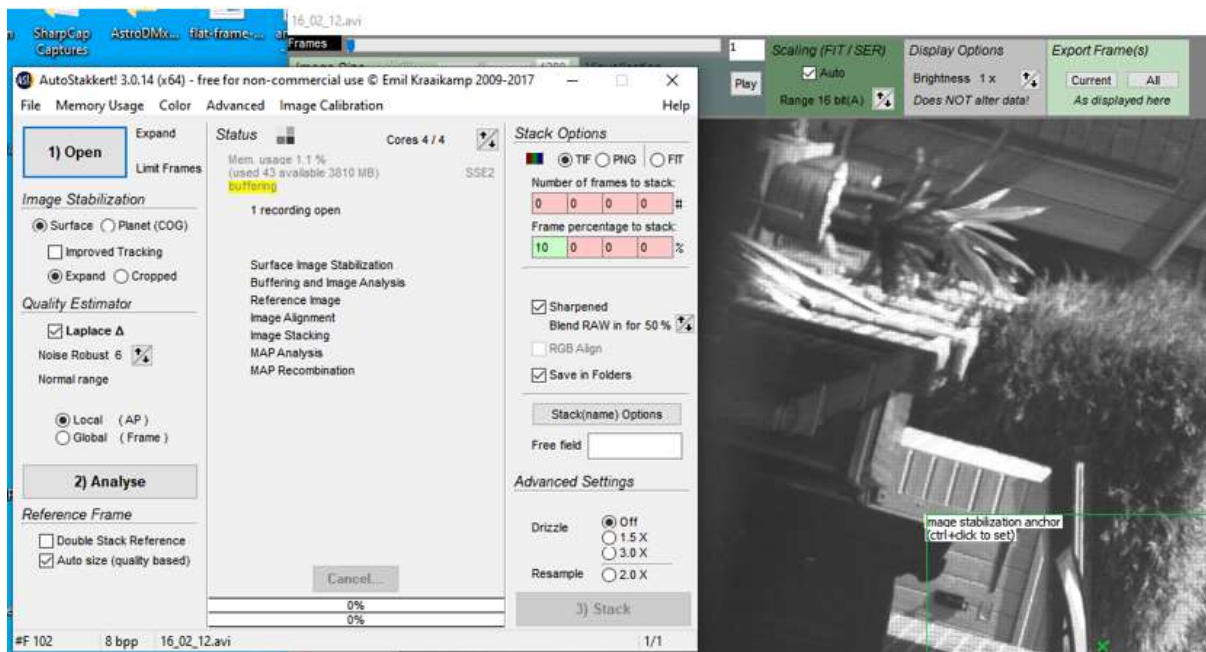 SharpCap
Captures
AstroDMx...
flat-frame-...
16_02_12.avi
Frames
1
Play
Scaling (FIT / SER)
Auto
Range 16 bit(A)
Display Options
Brightness 1 x
Does NOT alter data!
Export Frame(s)
Current
All
As displayed here
AutoStakkert! 3.0.14 (x64) - free for non-commercial use © Emil Kraaikamp 2009-2017
File Memory Usage Color Advanced Image Calibration Help
1) Open
Expand
Limit Frames
Image Stabilization
Surface Planet (COG)
Improved Tracking
Expand Cropped
Quality Estimator
Laplace Δ
Noise Robust 6
Normal range
Local (AP)
Global (Frame)
2) Analyse
Reference Frame
Double Stack Reference
Auto size (quality based)
Status
Cores 4 / 4
Mem. usage 1.1 %
(used 43 available 3810 MB) SSE2
buffering
1 recording open
Surface Image Stabilization
Buffering and Image Analysis
Reference Image
Image Alignment
Image Stacking
MAP Analysis
MAP Recombination
Cancel...
0%
0%
Stack Options
TIF PNG FIT
Number of frames to stack:
0 0 0 0 #
Frame percentage to stack:
10 0 0 0 %
Sharpened
Blend RAW in for 50 %
RGB Align
Save in Folders
Stack(name) Options
Free field
Advanced Settings
Drizzle
Off
1.5 X
3.0 X
Resample 2.0 X
3) Stack
mage stabilization anchor
(ctrl+click to set)
#F 102 8 bpp 16_02_12.avi 1/1